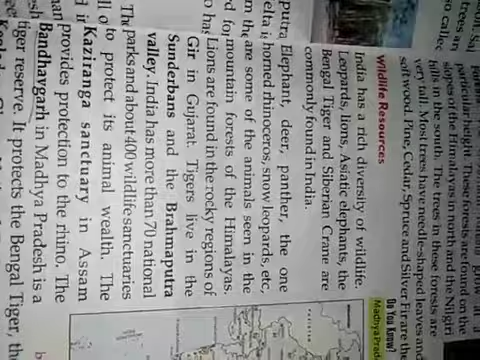 particular height. These forests are found on the
slopes of the Himalayas in north and the Nilgiri
hills in the south. The trees in these forests are
very tall. Most trees have needle-shaped leaves and
softwood. Pine, Cedar, Spruce and Silver Fir are th
Wildlife Resources
India has a rich diversity of wildlife.
Leopards, lions, Asiatic elephants, the
Bengal Tiger and Siberian Crane are
commonly found in India.
Elephant, deer, panther, the one
horned rhinoceros, snow leopards, etc,
are some of the animals seen in the
mountain forests of the Himalayas.
Lions are found in the rocky regions of
Gir in Gujarat. Tigers live in the
Sunderbans and the Brahmaputra
valley. India has more than 70 national
parks and about 400 wildlife sanctuaries
to protect its animal wealth. The
Kaziranga sanctuary in Assam
provides protection to the rhino. The
Bandhavgarh in Madhya Pradesh is a
tiger reserve. It protects the Bengal Tiger, the
Do You Know!
Madhya Prad